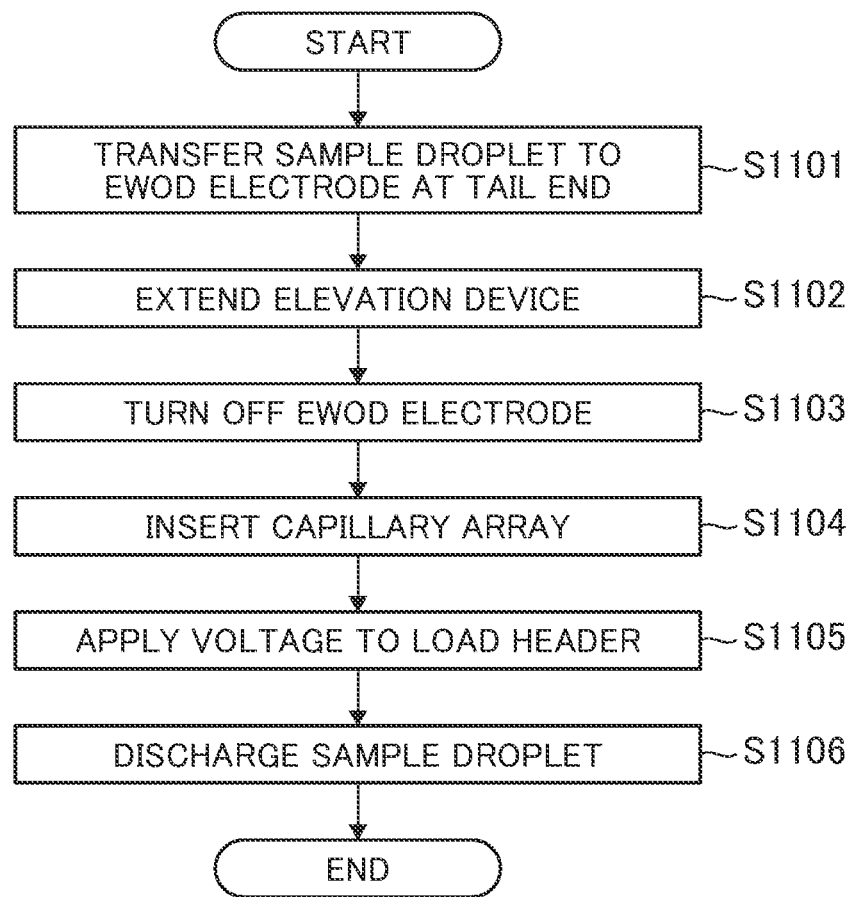 START
TRANSFER SAMPLE DROPLET TO
EWOD ELECTRODE AT TAIL END
S1101
EXTEND ELEVATION DEVICE
S1102
TURN OFF EWOD ELECTRODE
S1103
INSERT CAPILLARY ARRAY
S1104
APPLY VOLTAGE TO LOAD HEADER
S1105
DISCHARGE SAMPLE DROPLET
S1106
END